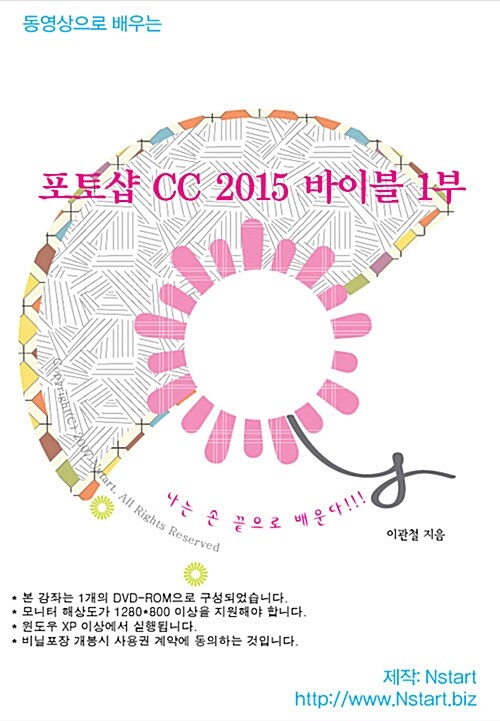 동영상으로 배우는
포토샵 CC 2015 바이블 1부
Copyright(C) 2007 Nstart. All Rights Reserved
나는 손 끝으로 배운다!!!
이관철 지음
* 본 강좌는 1개의 DVD-ROM으로 구성되었습니다.
* 모니터 해상도가 1280*800 이상을 지원해야 합니다.
* 윈도우 XP 이상에서 실행됩니다.
* 비닐포장 개봉시 사용권 계약에 동의하는 것입니다.
제작: Nstart
http://www.Nstart.biz